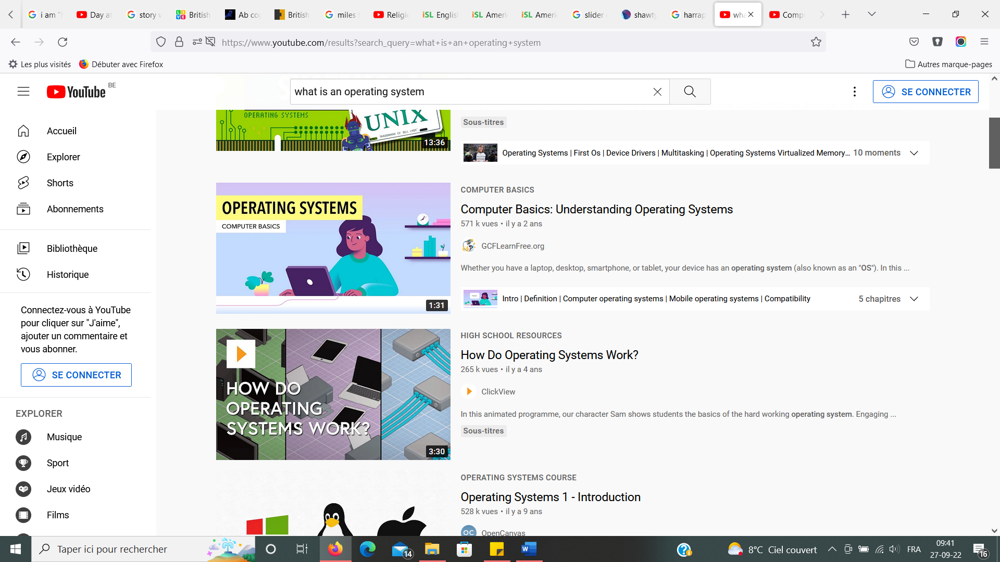 i am "
Day at
story v
British
Ab co
British
miles t
Religi
iSL Englis
iSL Ameri
iSL Ameri
slider
shawty
harrap
wha
Comp
https://www.youtube.com/results?search_query=what+is+an+operating+system
Les plus visités
Débuter avec Firefox
Autres marque-pages
YouTube BE
what is an operating system
SE CONNECTER
Accueil
Explorer
Shorts
Abonnements
Bibliothèque
Historique
Connectez-vous à YouTube
pour cliquer sur "J'aime",
ajouter un commentaire et
vous abonner.
SE CONNECTER
EXPLORER
Musique
Sport
Jeux vidéo
Films
OPERATING SYSTEMS
UNIX
TRADEMARK OF BELL LABS
13:36
Sous-titres
Operating Systems | First Os | Device Drivers | Multitasking | Operating Systems Virtualized Memory... 10 moments
OPERATING SYSTEMS
COMPUTER BASICS
1:31
COMPUTER BASICS
Computer Basics: Understanding Operating Systems
571 k vues • il y a 2 ans
GCFLearnFree.org
Whether you have a laptop, desktop, smartphone, or tablet, your device has an operating system (also known as an "OS"). In this ...
Intro | Definition | Computer operating systems | Mobile operating systems | Compatibility 5 chapitres
HOW DO
OPERATING
SYSTEMS WORK?
3:30
HIGH SCHOOL RESOURCES
How Do Operating Systems Work?
265 k vues • il y a 4 ans
ClickView
In this animated programme, our character Sam shows students the basics of the hard working operating system. Engaging ...
Sous-titres
OPERATING SYSTEMS COURSE
Operating Systems 1 - Introduction
528 k vues • il y a 9 ans
OC OpenCanvas
Taper ici pour rechercher
14
8°C Ciel couvert
FRA
09:41
27-09-22
16